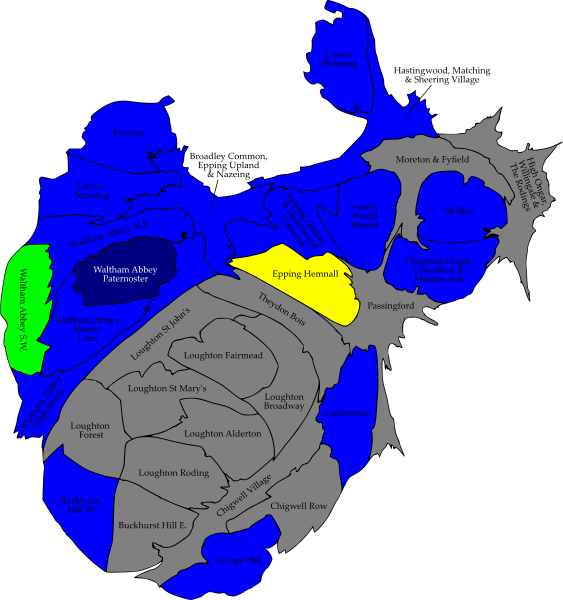 Lower
Sheering
Hastingwood, Matching
& Sheering Village
Roydon
Broadley Common,
Epping Upland
& Nazeing
Moreton & Fyfield
High Ongar,
Willingale &
The Rodings
Lower
Nazeing
North
Weald
Bassett
Shelley
Epping Lindsey
& Thornwood
Common
Waltham Abbey N.E.
Waltham Abbey
Paternoster
Epping Hemnall
Chipping Ongar,
Greensted &
Marden Ash
Waltham Abbey S.W.
Theydon Bois
Passingford
Waltham Abbey
Honey
Lane
Loughton St John's
Loughton Fairmead
Waltham Abbey
High Beach
Loughton St Mary's
Loughton
Broadway
Lambourne
Loughton
Forest
Loughton Alderton
Loughton Roding
Chigwell Village
Buckhurst
Hill W.
Chigwell Row
Buckhurst Hill E.
Grange Hill